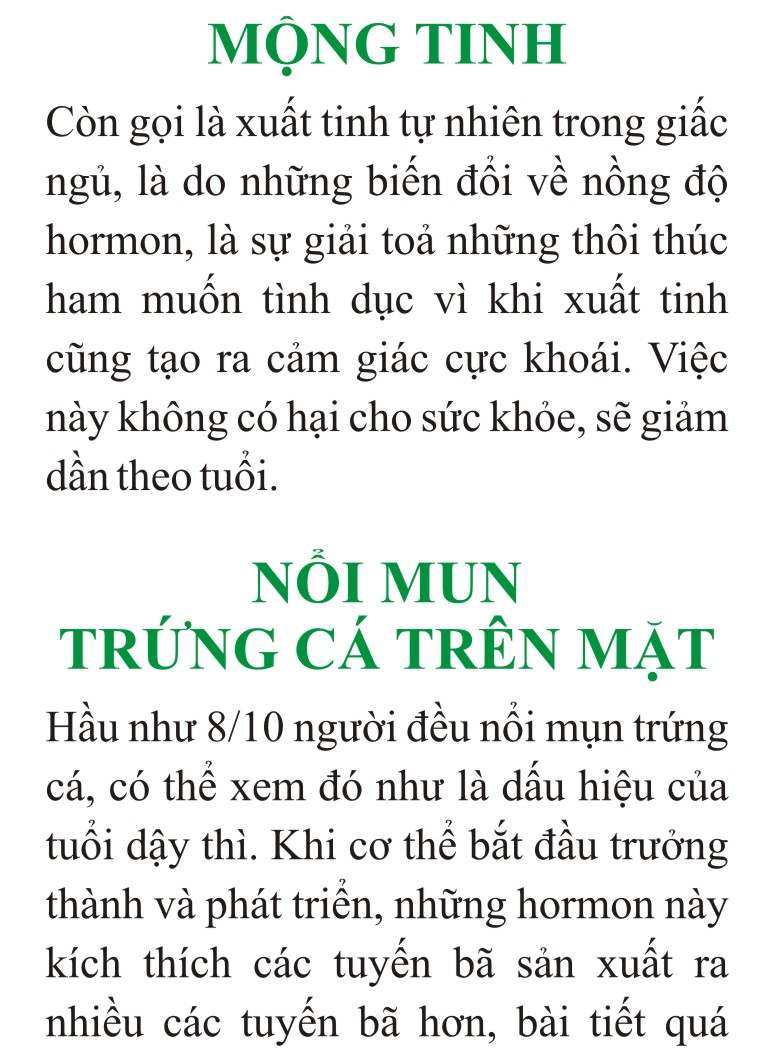 MỘNG TINH
Còn gọi là xuất tinh tự nhiên trong giấc
ngủ, là do những biến đổi về nồng độ
hormon, là sự giải toả những thôi thúc
ham muốn tình dục vì khi xuất tinh
cũng tạo ra cảm giác cực khoái. Việc
này không có hại cho sức khỏe, sẽ giảm
dần theo tuổi.
NỔI MUN
TRỨNG CÁ TRÊN MẶT
Hầu như 8/10 người đều nổi mụn trứng
cá, có thể xem đó như là dấu hiệu của
tuổi dậy thì. Khi cơ thể bắt đầu trưởng
thành và phát triển, những hormon này
kích thích các tuyến bã sản xuất ra
nhiều các tuyến bã hơn, bài tiết quá